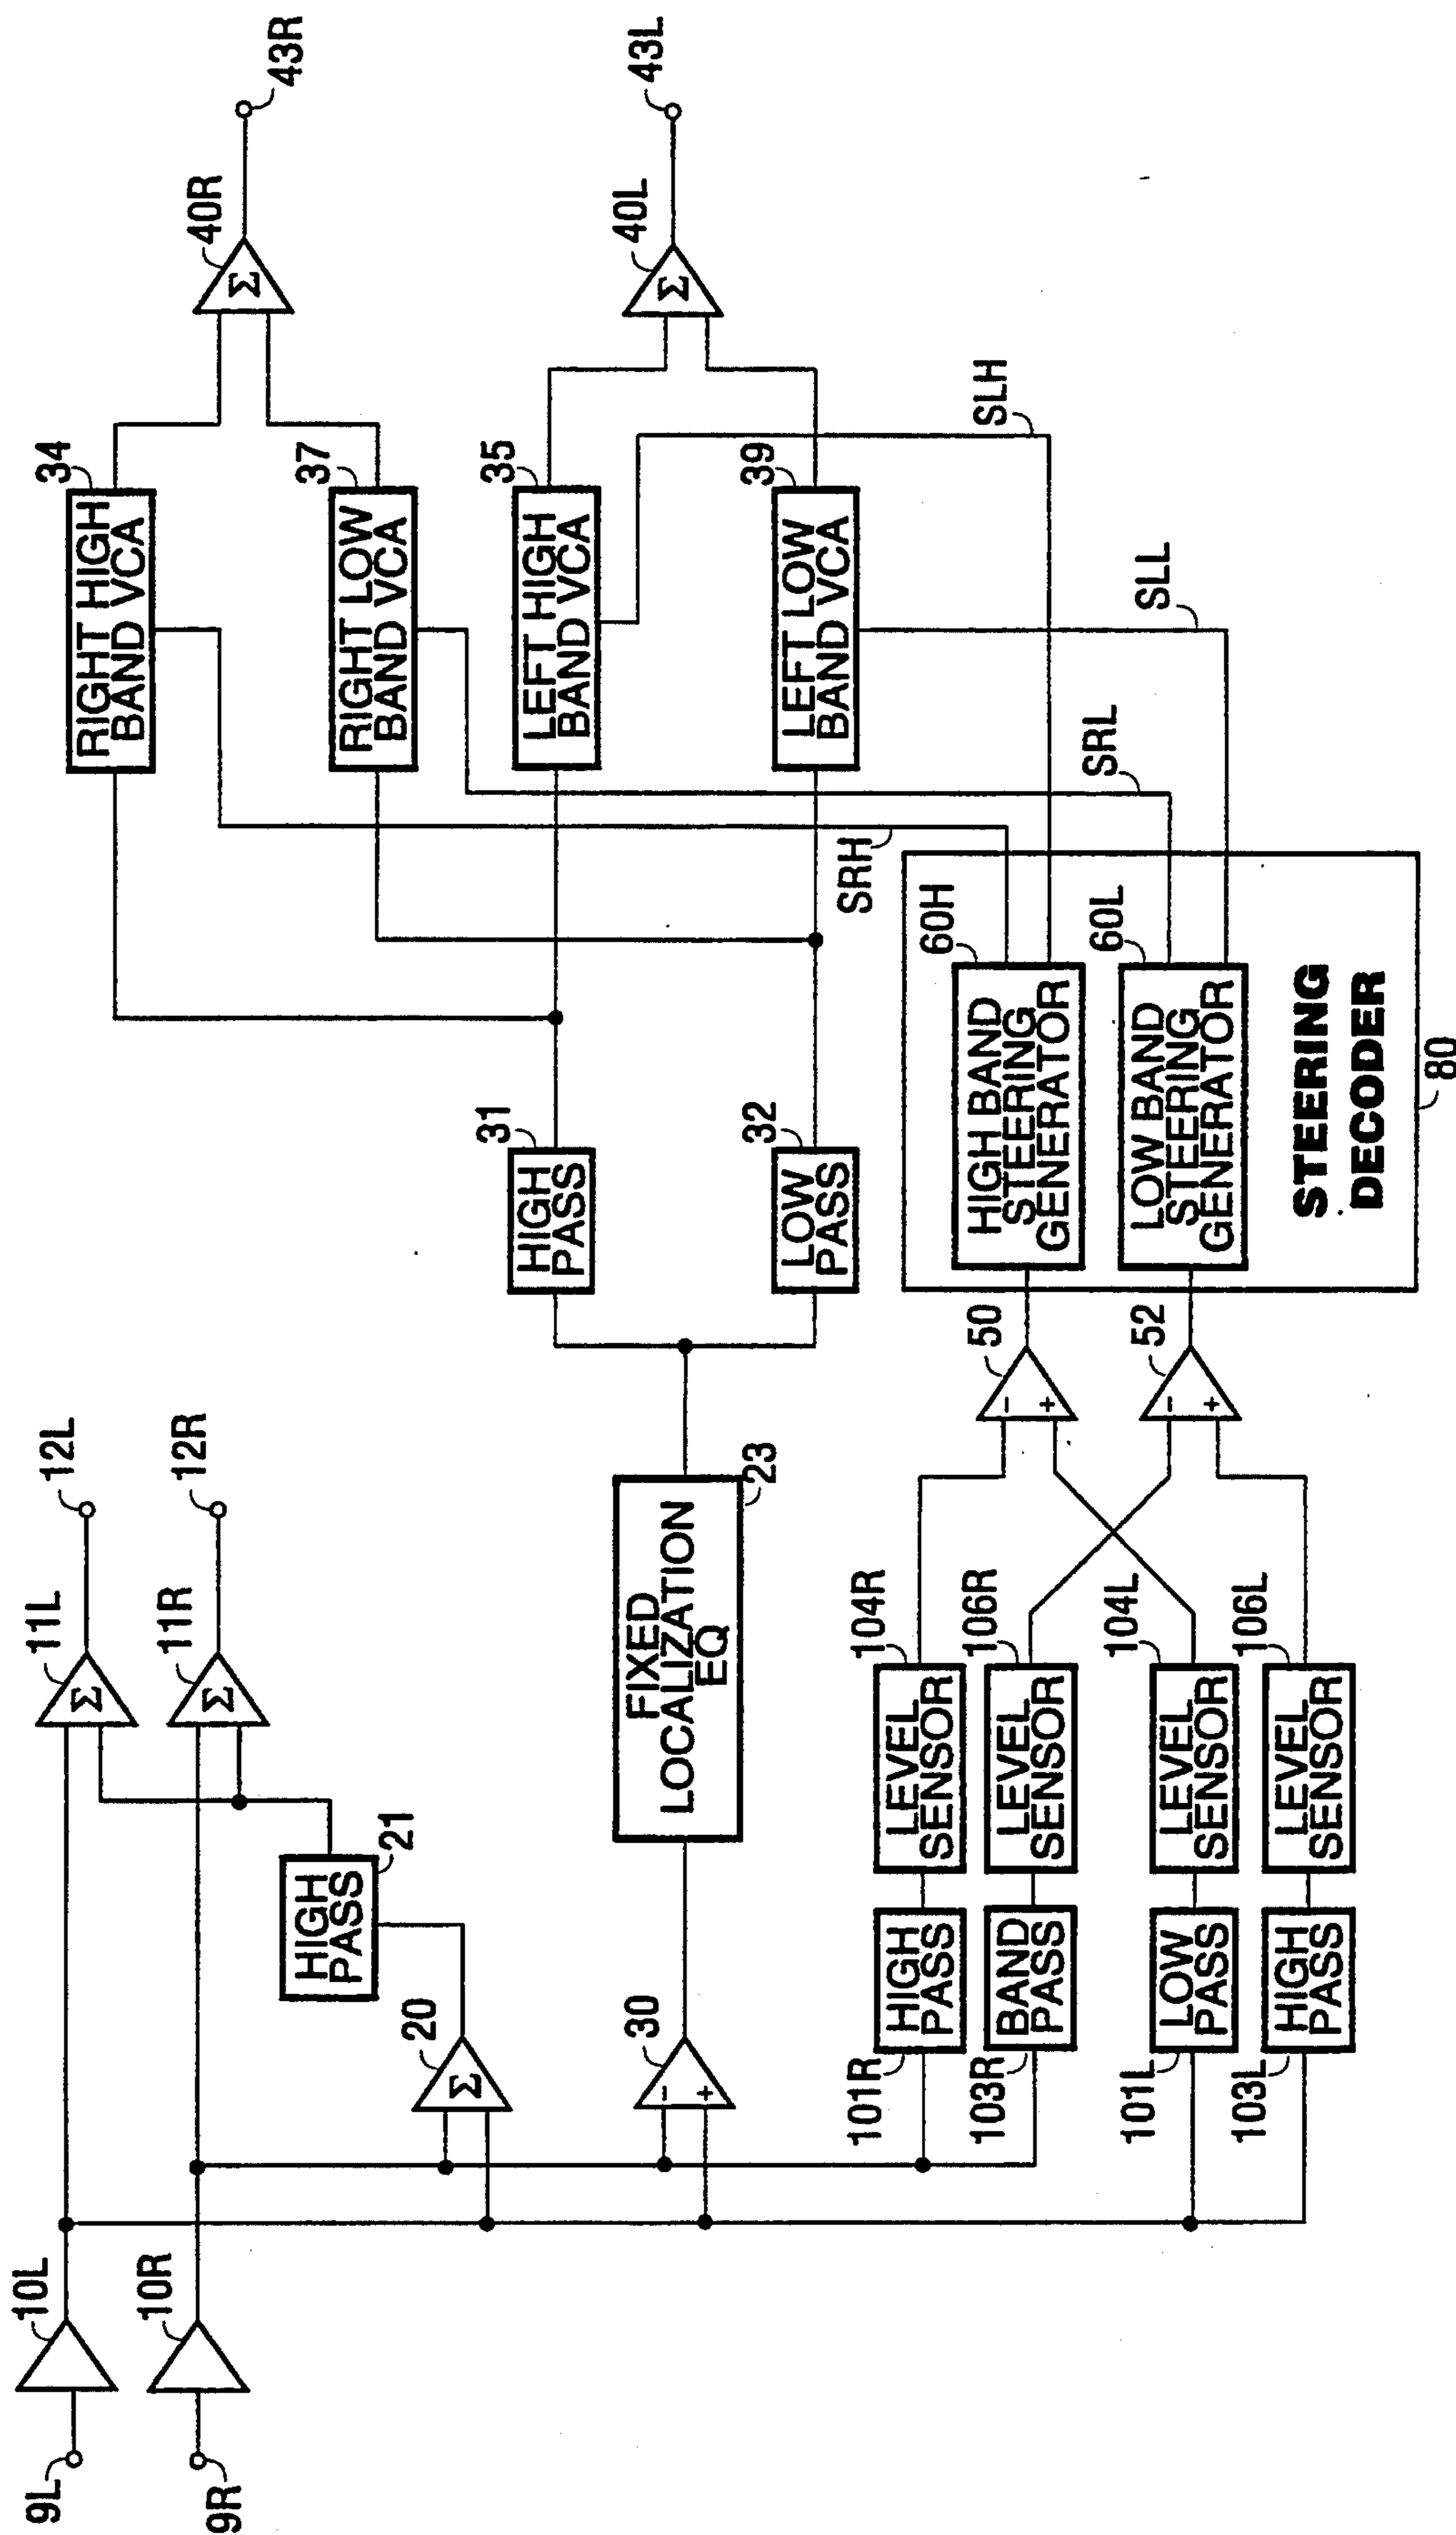 9L
10L
11L
12L
9R
10R
11R
12R
Σ
Σ
HIGH
PASS
21
20
Σ
30
-
+
FIXED
LOCALIZATION
EQ
23
HIGH
PASS
31
LOW
PASS
32
RIGHT HIGH
BAND VCA
34
RIGHT LOW
BAND VCA
37
LEFT HIGH
BAND VCA
35
LEFT LOW
BAND VCA
39
Σ
40R
43R
Σ
40L
43L
101R
HIGH
PASS
LEVEL
SENSOR
104R
103R
BAND
PASS
LEVEL
SENSOR
106R
101L
LOW
PASS
LEVEL
SENSOR
104L
103L
HIGH
PASS
LEVEL
SENSOR
106L
50
-
+
52
-
+
HIGH BAND
STEERING
GENERATOR
60H
LOW BAND
STEERING
GENERATOR
60L
STEERING
DECODER
80
SRH
SRL
SLH
SLL